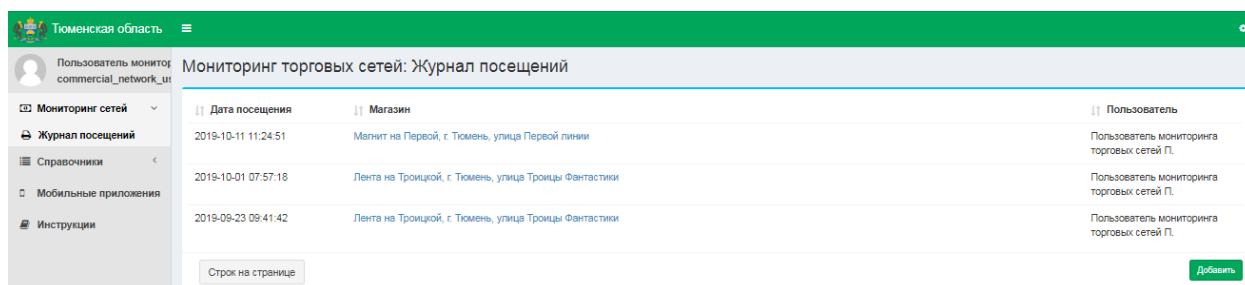 Тюменская область
Пользователь монитор
commercial_network_us
Мониторинг торговых сетей: Журнал посещений
Мониторинг сетей
Журнал посещений
Справочники
Мобильные приложения
Инструкции
Дата посещения Магазин Пользователь
2019-10-11 11:24:51 Магнит на Первой, г. Тюмень, улица Первой линии Пользователь мониторинга
торговых сетей П.
2019-10-01 07:57:18 Лента на Троицкой, г. Тюмень, улица Троицы Фантастики Пользователь мониторинга
торговых сетей П.
2019-09-23 09:41:42 Лента на Троицкой, г. Тюмень, улица Троицы Фантастики Пользователь мониторинга
торговых сетей П.
Строк на странице
Добавить